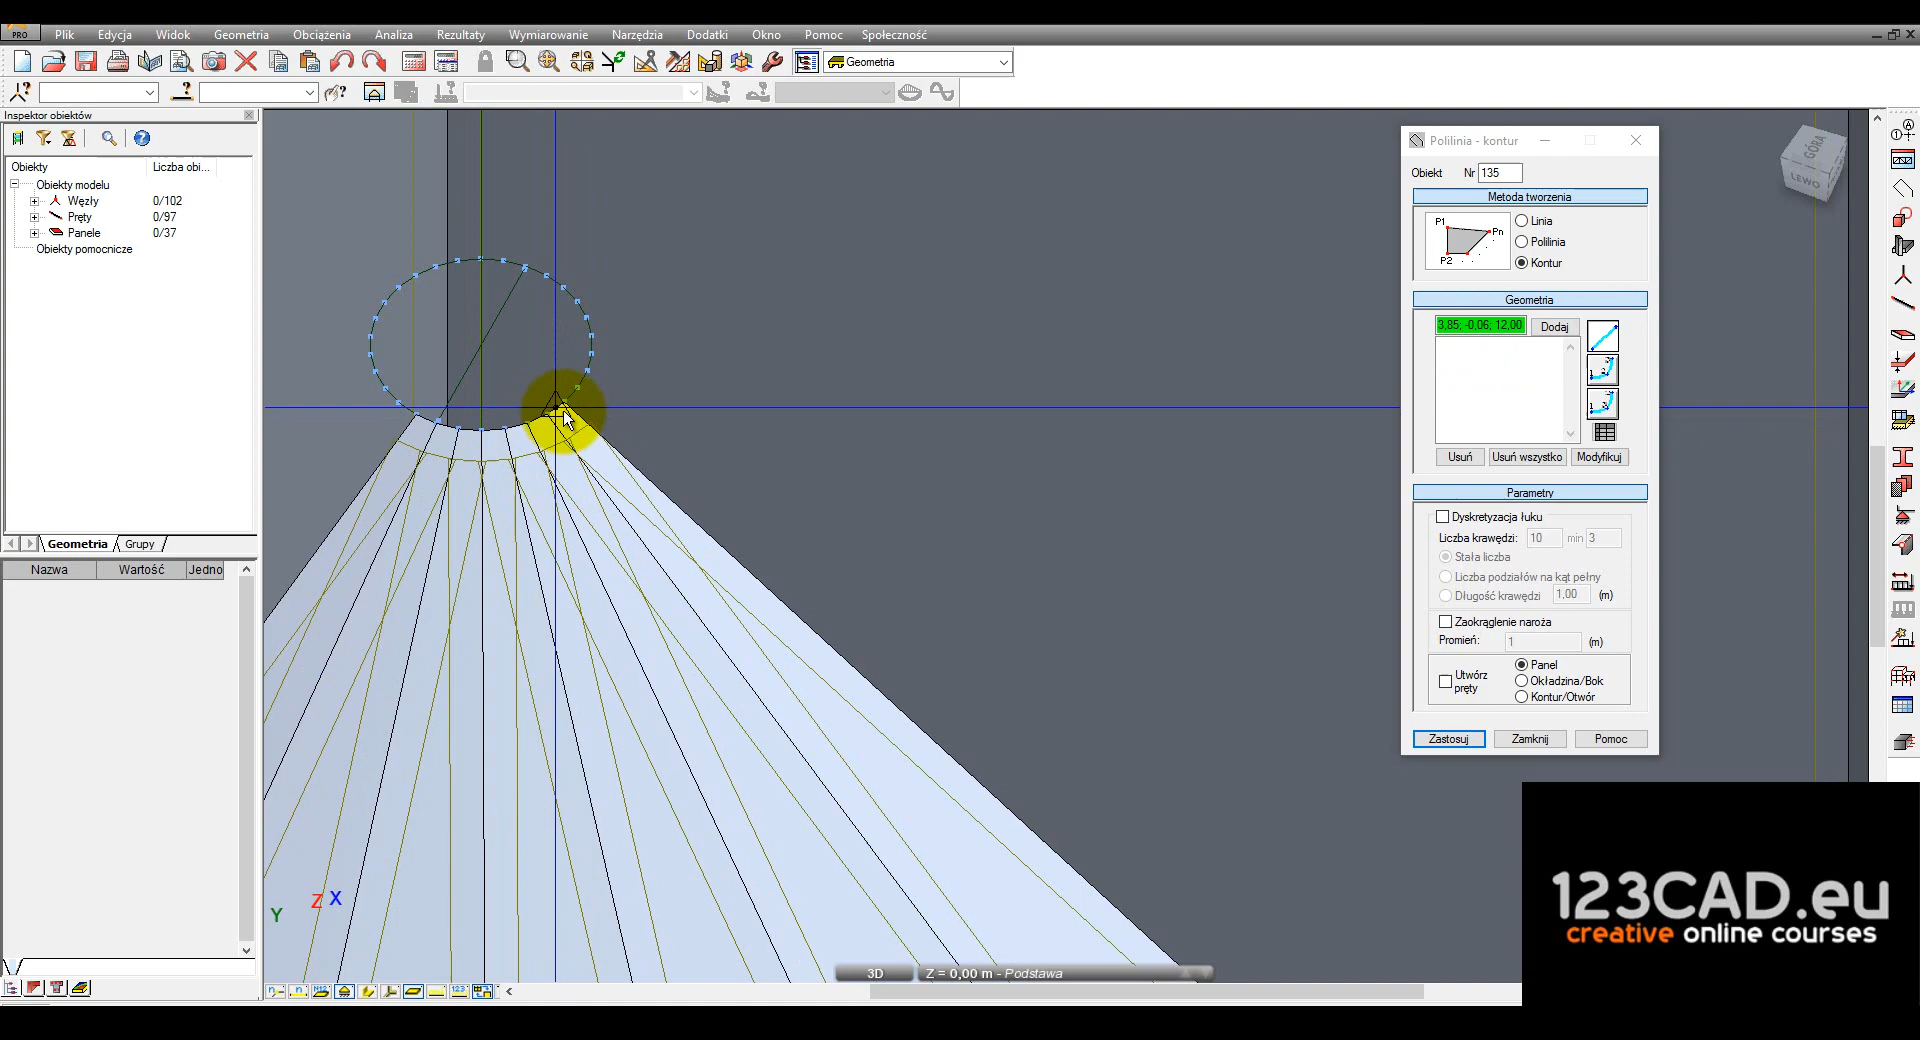 PRO Plik Edycja Widok Geometria Obciążenia Analiza Rezultaty Wymiarowanie Narzędzia Dodatki Okno Pomoc Społeczność
Geometria
Inspektor obiektów
Obiekty Liczba obi...
Obiekty modelu
Węzły 0/102
Pręty 0/97
Panele 0/37
Obiekty pomocnicze
Geometria Grupy
Nazwa Wartość Jedno
Polilinia - kontur
Obiekt Nr 135
Metoda tworzenia
P1 Pn P2
Linia
Polilinia
Kontur
Geometria
3,85; -0,06; 12,00 Dodaj
Usuń Usuń wszystko Modyfikuj
Parametry
Dyskretyzacja łuku
Liczba krawędzi: 10 min 3
Stała liczba
Liczba podziałów na kąt pełny
Długość krawędzi 1,00 (m)
Zaokrąglenie naroża
Promień: 1 (m)
Utwórz pręty
Panel
Okładzina/Bok
Kontur/Otwór
Zastosuj Zamknij Pomoc
GÓRA
LEWO
Z X
Y
3D Z = 0,00 m - Podstawa
123CAD.eu
creative online courses